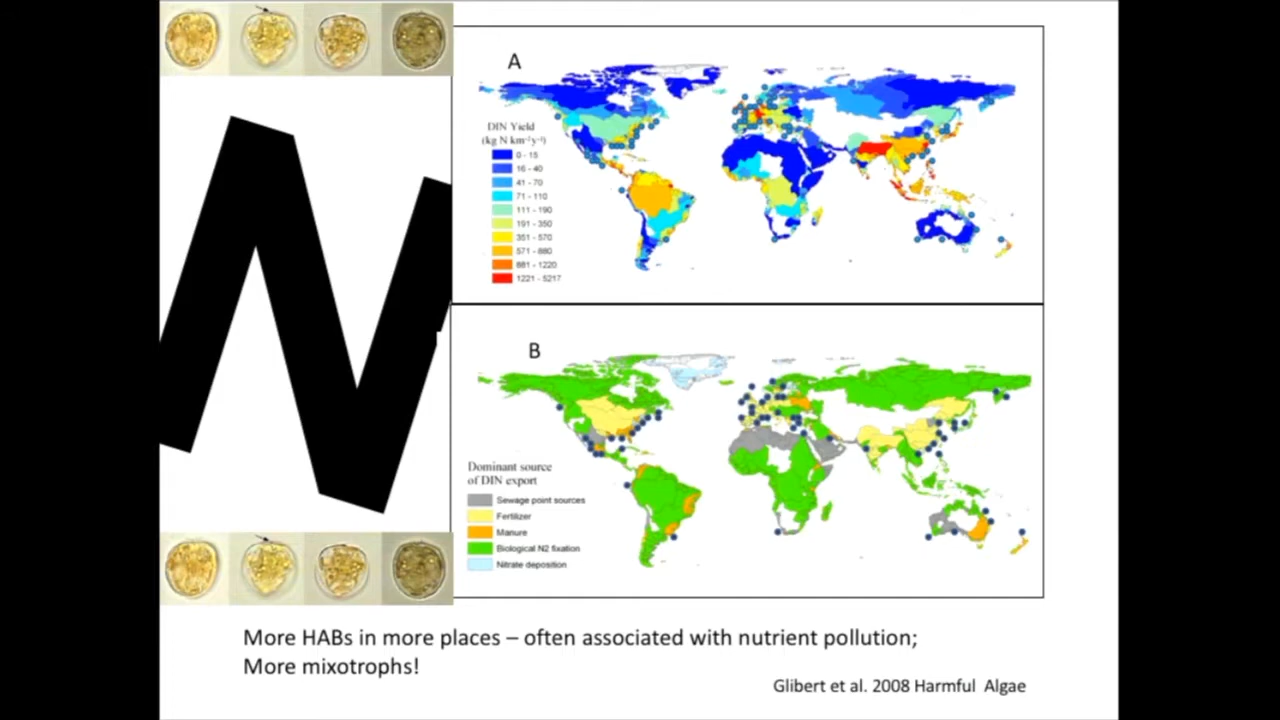 N
A
DIN Yield
(kg N km⁻²y⁻¹)
0 - 15
16 - 40
41 - 70
71 - 110
111 - 190
191 - 350
351 - 570
571 - 880
881 - 1220
1221 - 5217
B
Dominant source
of DIN export
Sewage point sources
Fertilizer
Manure
Biological N2 fixation
Nitrate deposition
More HABs in more places – often associated with nutrient pollution;
More mixotrophs!
Glibert et al. 2008 Harmful Algae